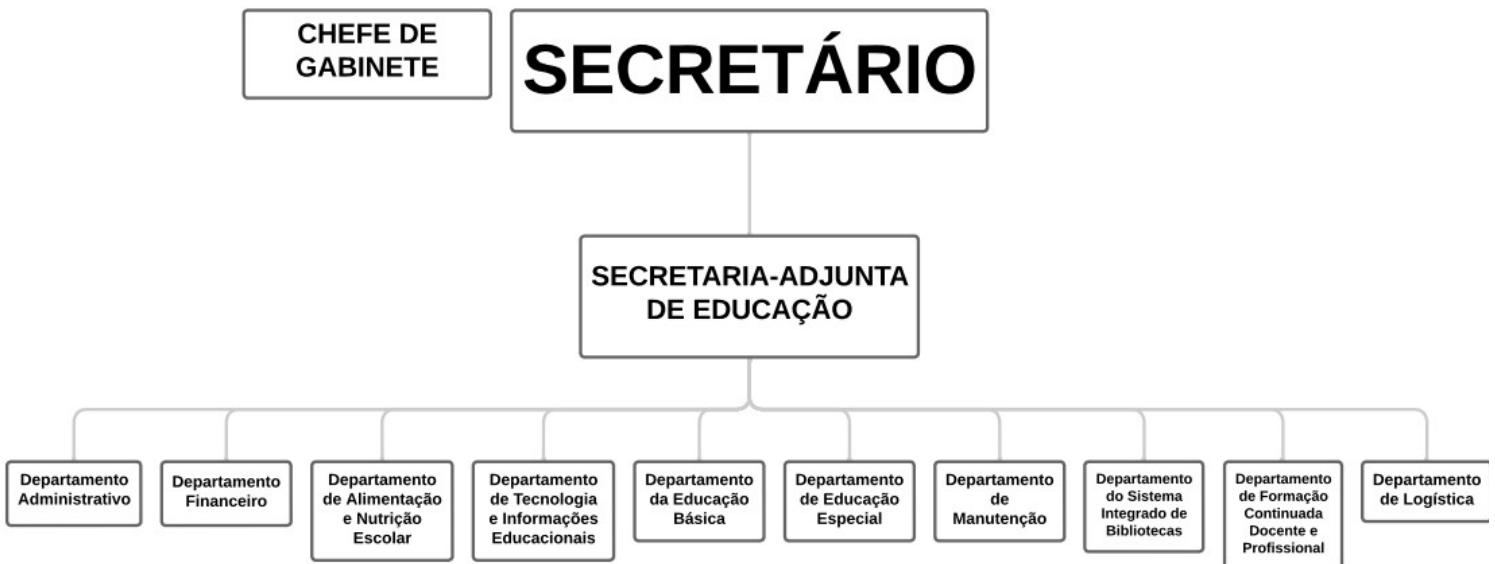 CHEFE DE
GABINETE
SECRETÁRIO
SECRETARIA-ADJUNTA
DE EDUCAÇÃO
Departamento
Administrativo
Departamento
Financeiro
Departamento
de Alimentação
e Nutrição
Escolar
Departamento
de Tecnologia
e Informações
Educacionais
Departamento
da Educação
Básica
Departamento
de Educação
Especial
Departamento
de
Manutenção
Departamento
do Sistema
Integrado de
Bibliotecas
Departamento
de Formação
Continuada
Docente e
Profissional
Departamento
de Logística